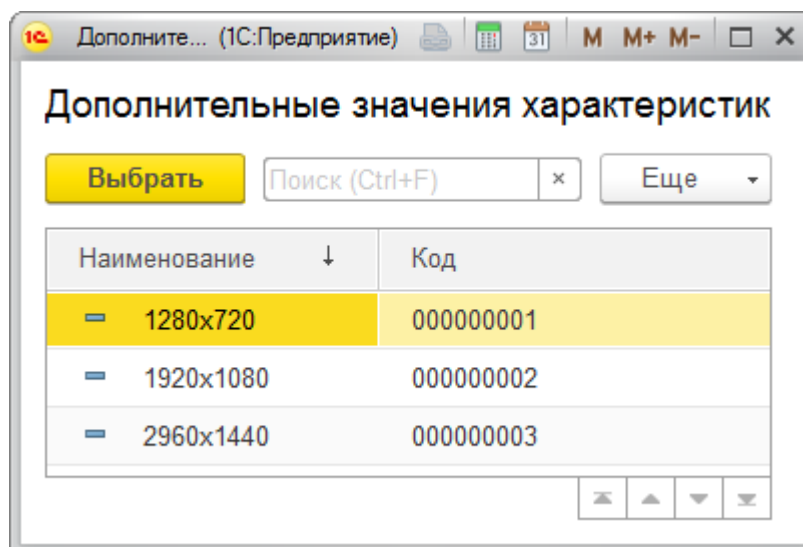 1С Дополните... (1С:Предприятие) 31 M M+ M-
Дополнительные значения характеристик
Выбрать Поиск (Ctrl+F) × Еще
Наименование ↓ Код
1280x720 000000001
1920x1080 000000002
2960x1440 000000003